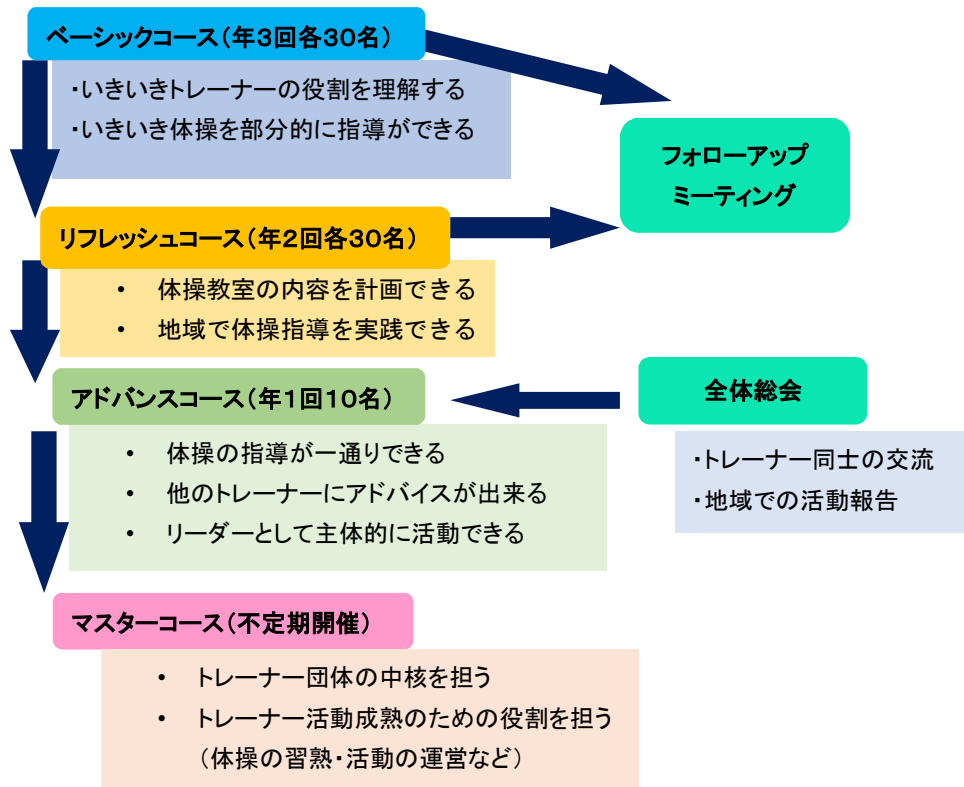 ベーシックコース(年3回各30名)
・いきいきトレーナーの役割を理解する
・いきいき体操を部分的に指導ができる
フォローアップ
ミーティング
リフレッシュコース(年2回各30名)
• 体操教室の内容を計画できる
• 地域で体操指導を実践できる
アドバンスコース(年1回10名)
• 体操の指導が一通りできる
• 他のトレーナーにアドバイスが出来る
• リーダーとして主体的に活動できる
全体総会
・トレーナー同士の交流
・地域での活動報告
マスターコース(不定期開催)
• トレーナー団体の中核を担う
• トレーナー活動成熟のための役割を担う
(体操の習熟・活動の運営など)